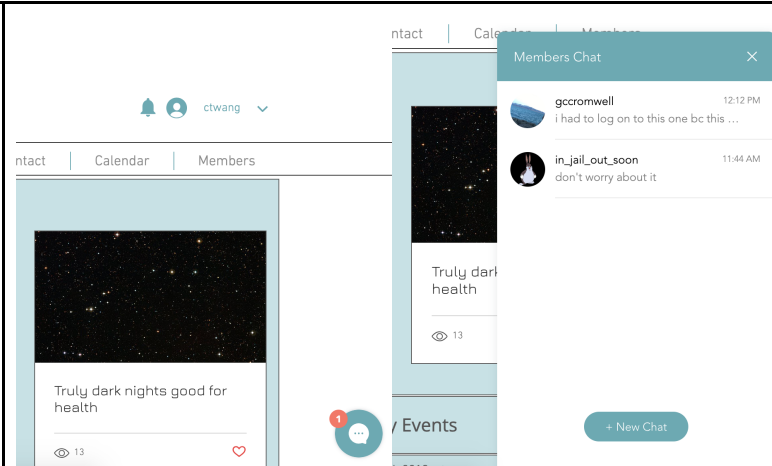 ctwang
ntact
Calendar
Members
Truly dark nights good for
health
13
1
ntact
Members Chat
gccromwell
12:12 PM
i had to log on to this one bc this …
in_jail_out_soon
11:44 AM
don't worry about it
Truly dark
health
13
y Events
+ New Chat